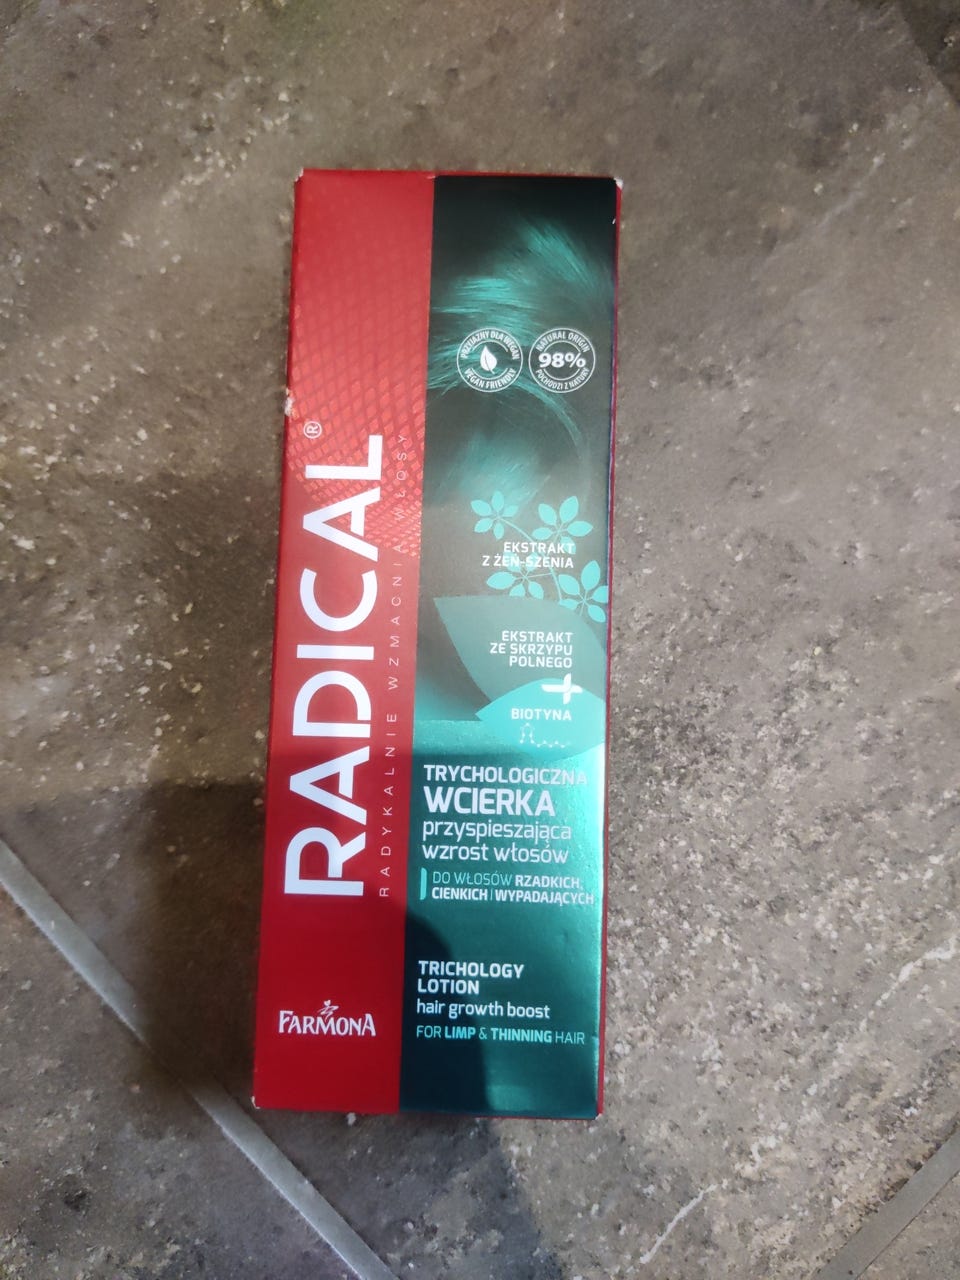 RADICAL®
RADYKALNIE WZMACNIA WŁOSY
FARMONA
PRZYJAZNY DLA WEGAN
VEGAN FRIENDLY
NATURAL ORIGIN
98%
POCHODZI Z NATURY
EKSTRAKT
Z ŻEŃ-SZENIA
EKSTRAKT
ZE SKRZYPU
POLNEGO
+
BIOTYNA
TRYCHOLOGICZNA
WCIERKA
przyspieszająca
wzrost włosów
DO WŁOSÓW RZADKICH,
CIENKICH I WYPADAJĄCYCH
TRICHOLOGY
LOTION
hair growth boost
FOR LIMP & THINNING HAIR